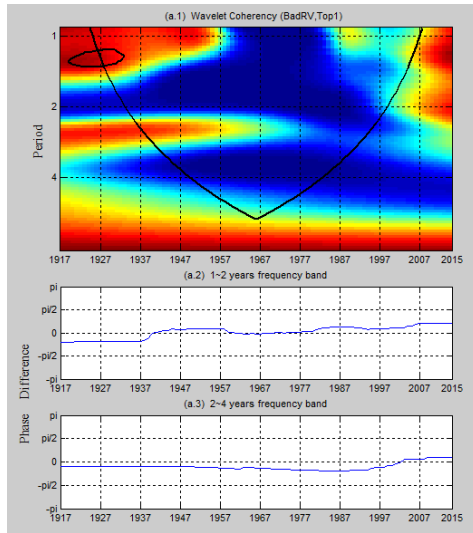 (a.1) Wavelet Coherency (BadRV,Top1)
1
2
4
Period
1917 1927 1937 1947 1957 1967 1977 1987 1997 2007 2015
(a.2) 1~2 years frequency band
pi
pi/2
0
-pi/2
-pi
1917 1927 1937 1947 1957 1967 1977 1987 1997 2007 2015
Phase Difference
(a.3) 2~4 years frequency band
pi
pi/2
0
-pi/2
-pi
1917 1927 1937 1947 1957 1967 1977 1987 1997 2007 2015